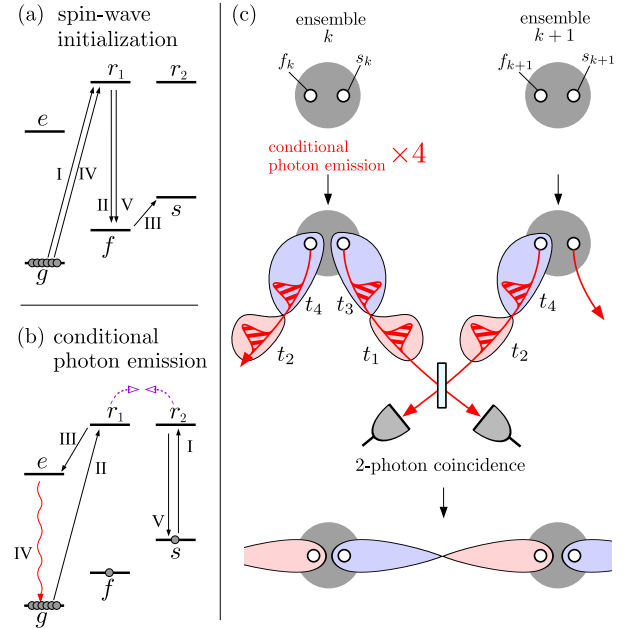 (a) spin-wave
initialization
r₁ r₂
e
I IV
II V III
s
f
g
(b) conditional
photon emission
r₁ r₂
III
e
II
I
IV
V
s
f
g
(c)
ensemble
k
ensemble
k + 1
fₖ sₖ
fₖ₊₁ sₖ₊₁
conditional
photon emission ×4
t₄ t₃ t₄
t₂ t₁ t₂
2-photon coincidence